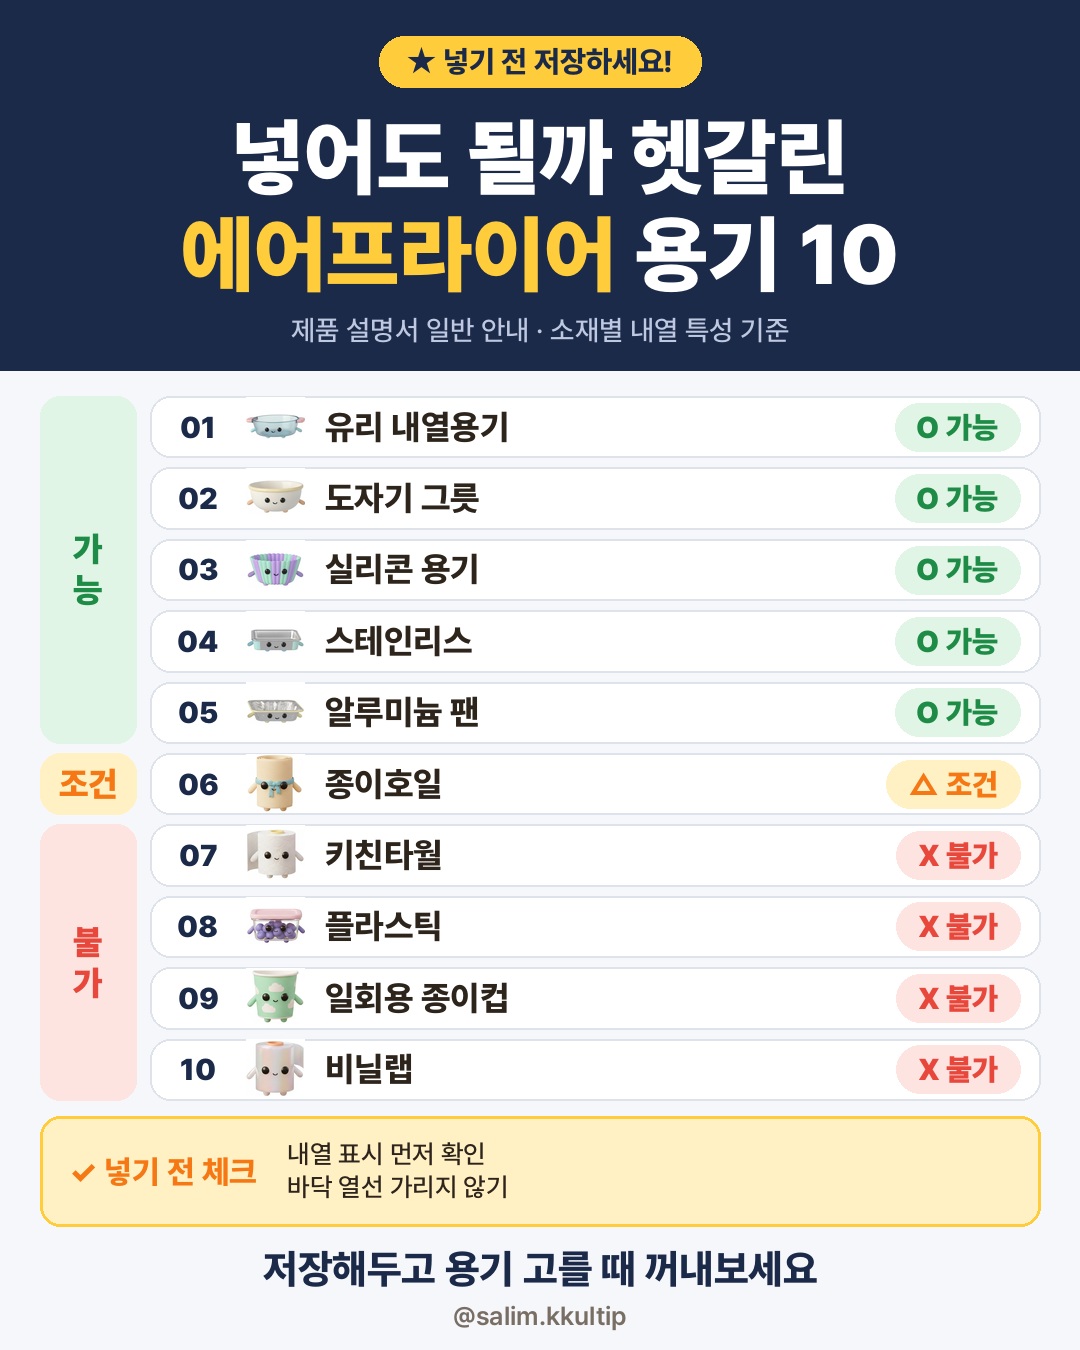 ★ 넣기 전 저장하세요!
넣어도 될까 헷갈린
에어프라이어 용기 10
제품 설명서 일반 안내 · 소재별 내열 특성 기준
가능
01 유리 내열용기 O 가능
02 도자기 그릇 O 가능
03 실리콘 용기 O 가능
04 스테인리스 O 가능
05 알루미늄 팬 O 가능
조건
06 종이호일 △ 조건
불가
07 키친타월 X 불가
08 플라스틱 X 불가
09 일회용 종이컵 X 불가
10 비닐랩 X 불가
✓ 넣기 전 체크
내열 표시 먼저 확인
바닥 열선 가리지 않기
저장해두고 용기 고를 때 꺼내보세요
@salim.kkultip